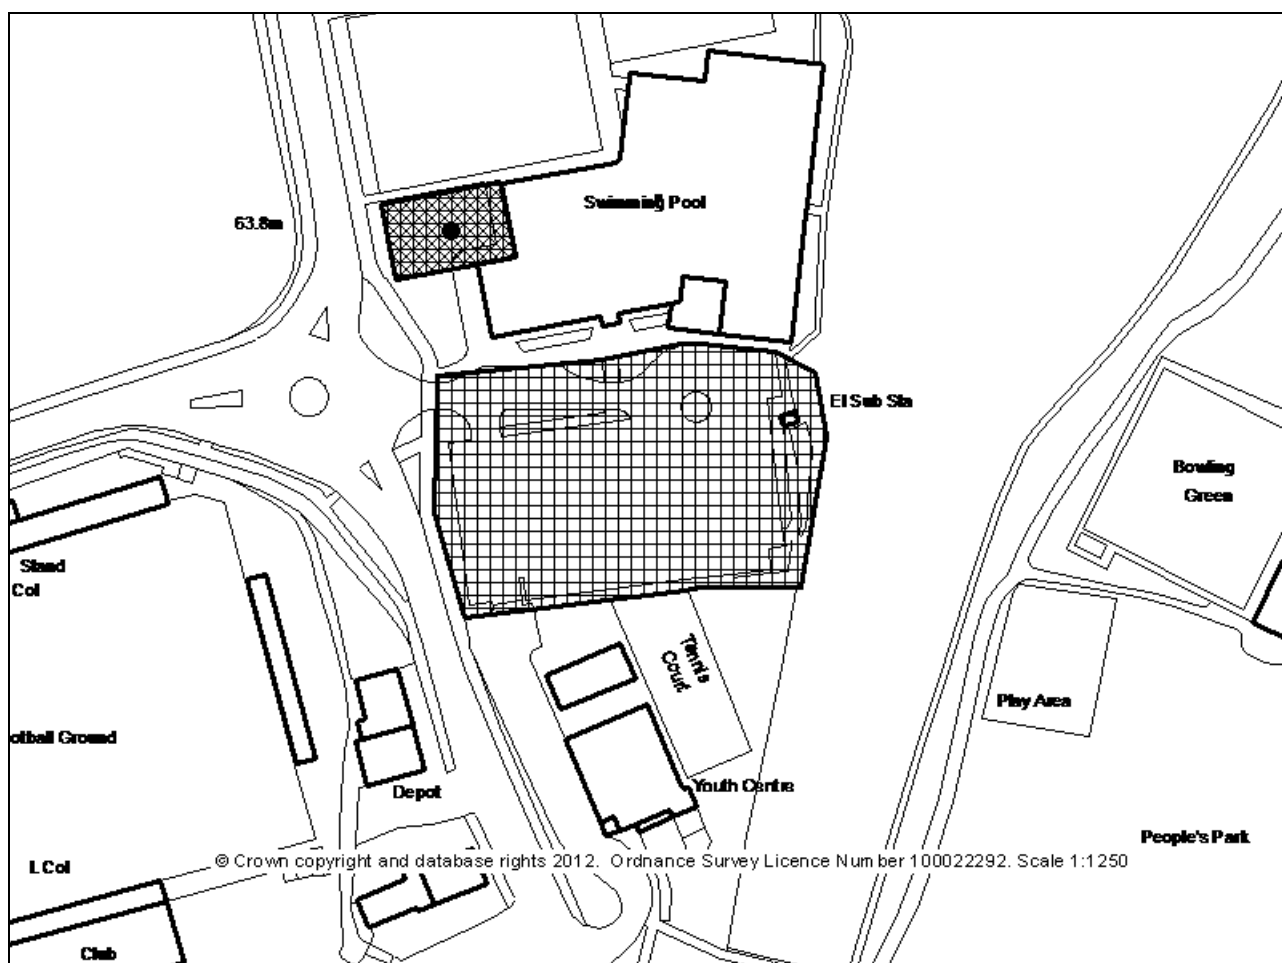 Swimming Pool
63.8m
El Sub Sta
Bowling
Green
Stand
Col
Tennis
Court
Play Area
otball Ground
Depot
Youth Centre
People's Park
© Crown copyright and database rights 2012. Ordnance Survey Licence Number 100022292. Scale 1:1250
L Col
Club